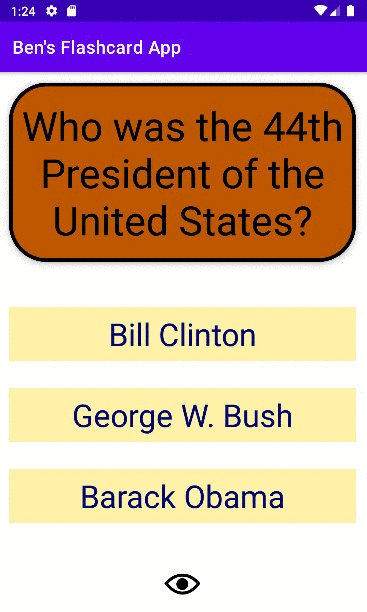 1:24
Ben's Flashcard App
Who was the 44th
President of the
United States?
Bill Clinton
George W. Bush
Barack Obama